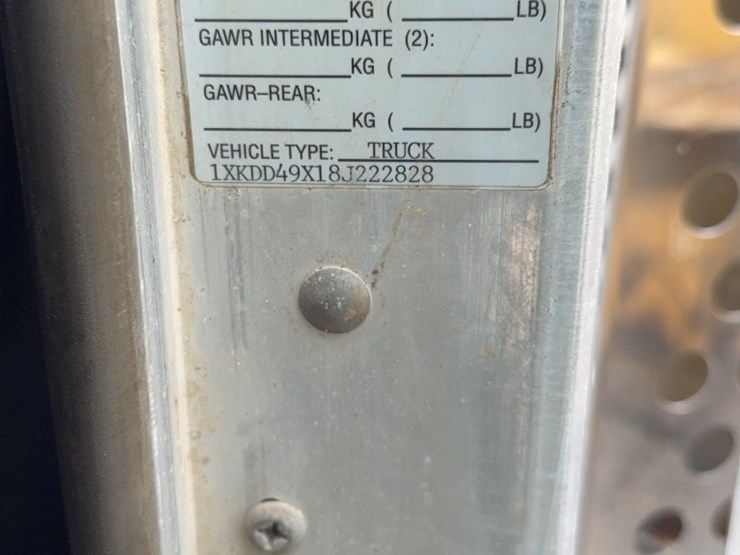 KG ( LB)
GAWR INTERMEDIATE (2):
KG ( LB)
GAWR–REAR:
KG ( LB)
VEHICLE TYPE: TRUCK
1XKDD49X18J222828